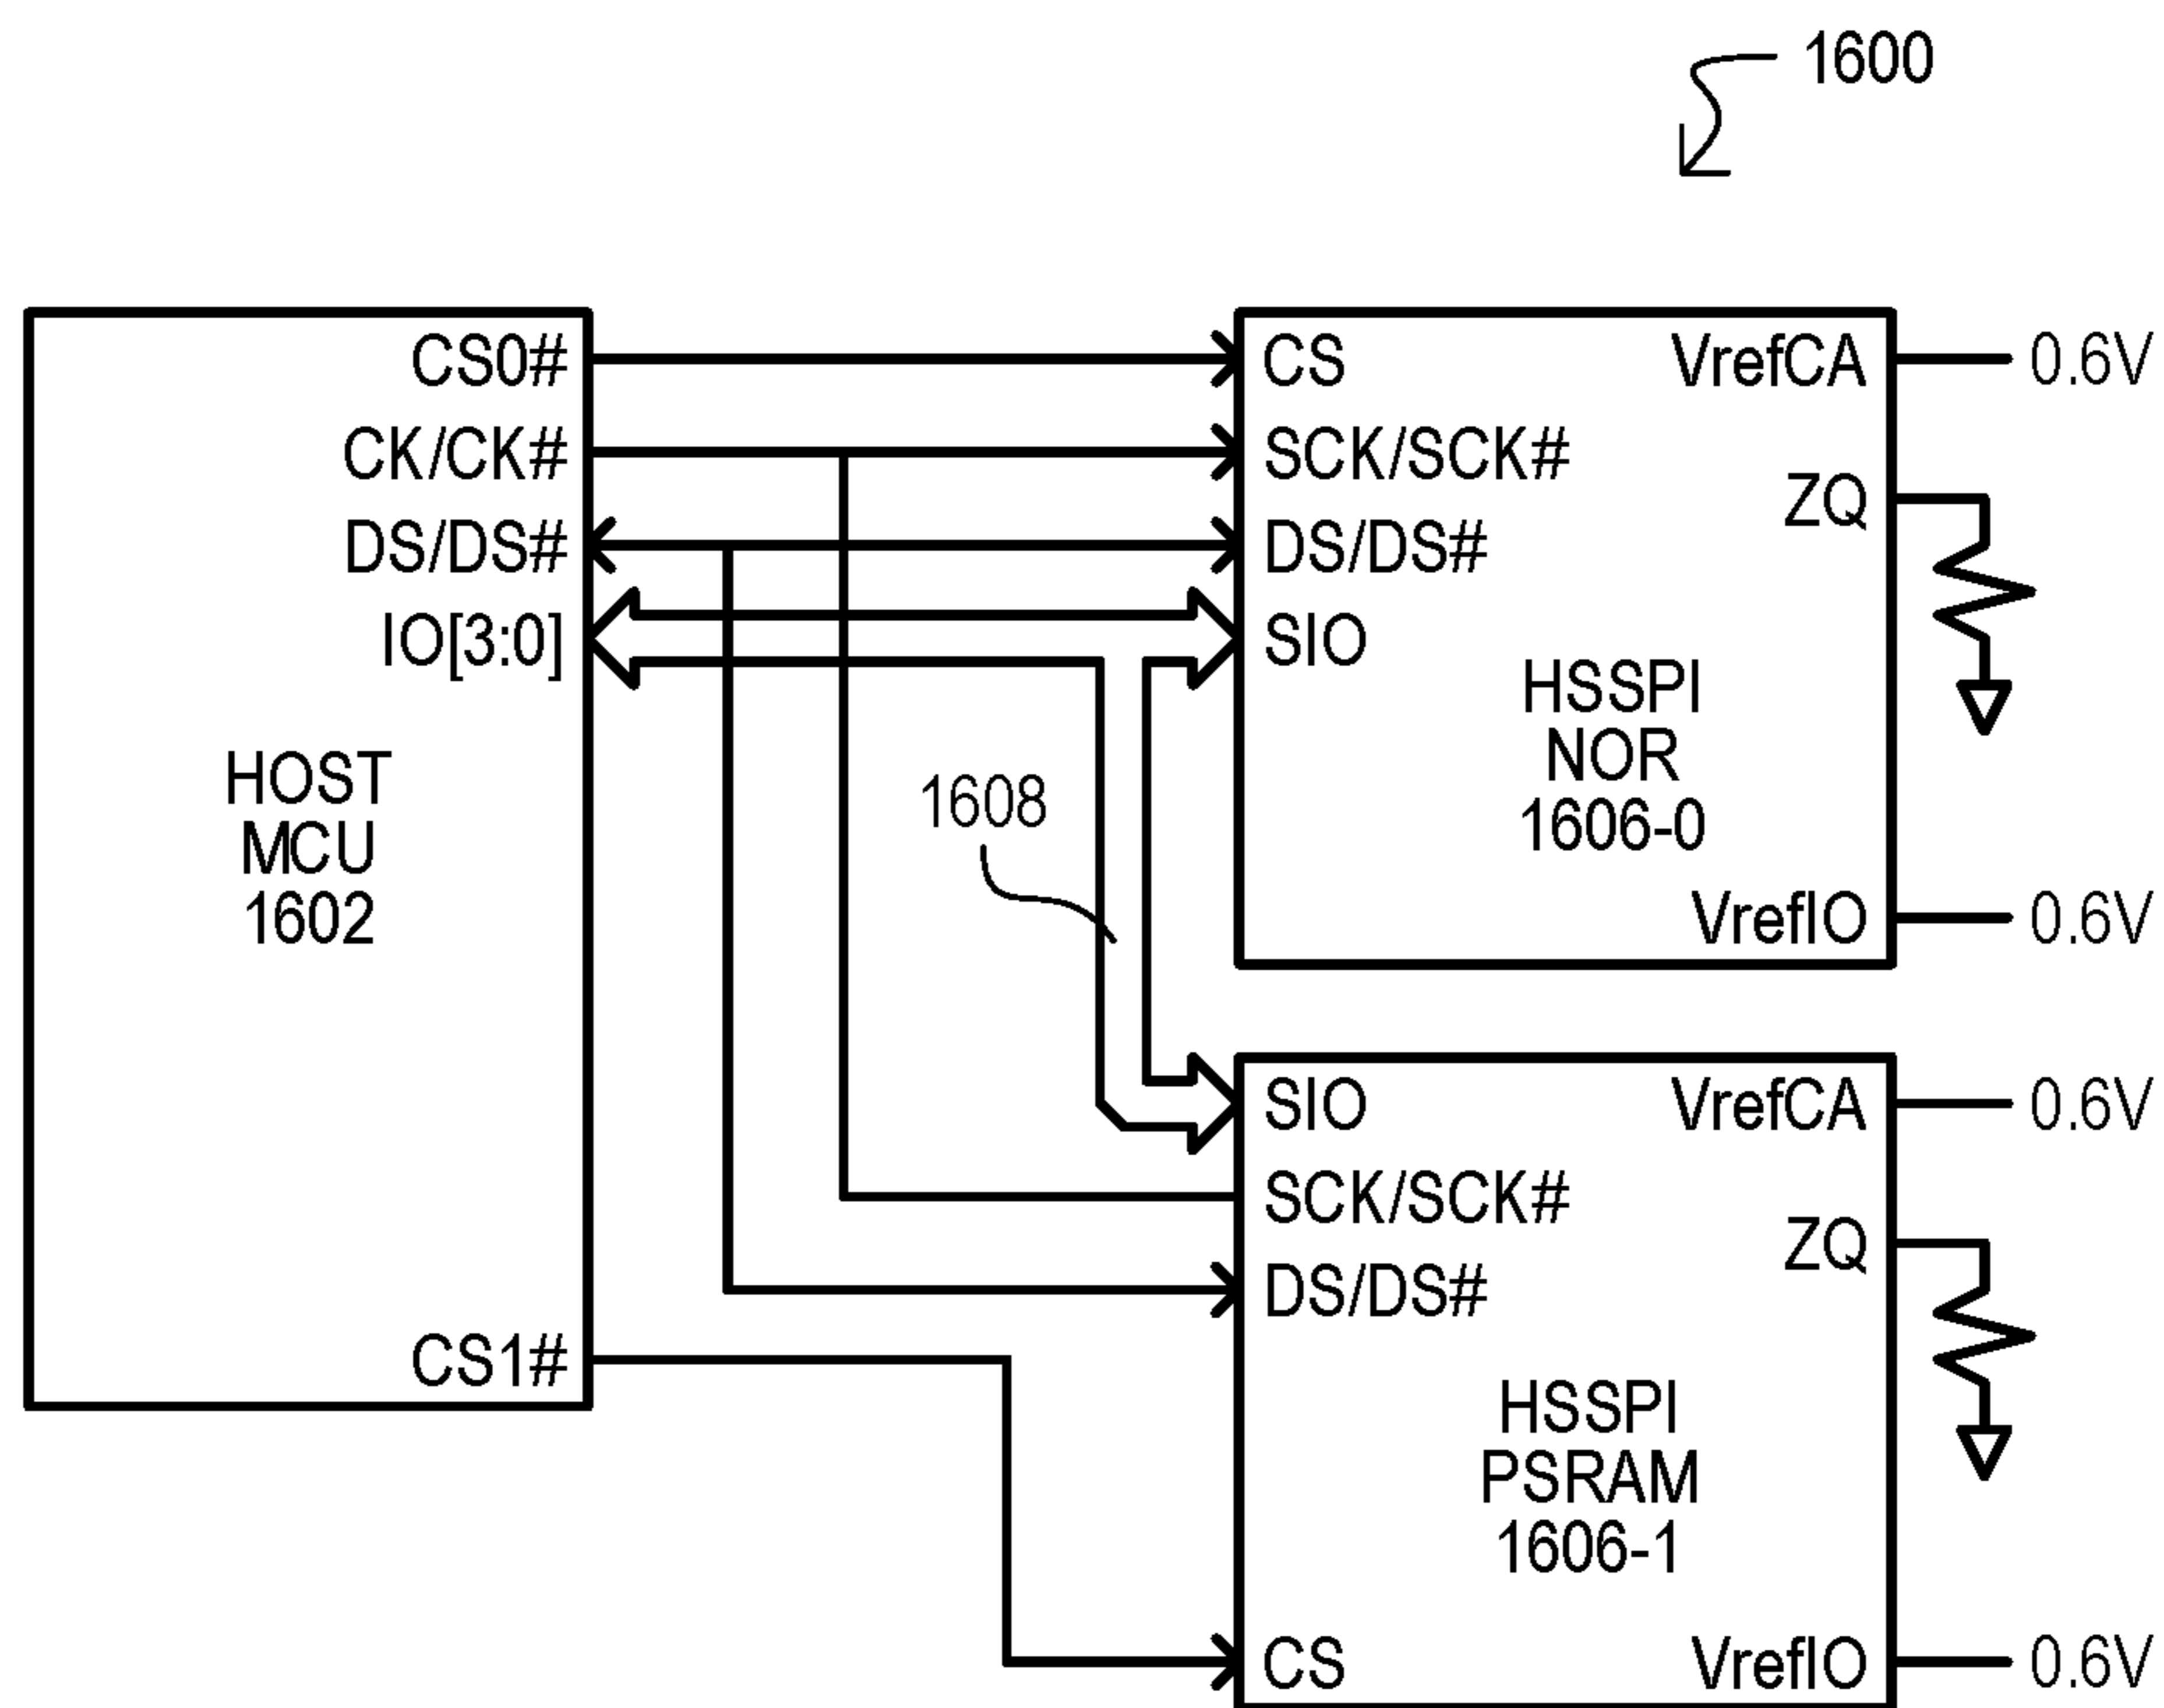 1600
CS0#
CK/CK#
DS/DS#
IO[3:0]
HOST
MCU
1602
CS1#
1608
CS
SCK/SCK#
DS/DS#
SIO
VrefCA
0.6V
ZQ
HSSPI
NOR
1606-0
VrefIO
0.6V
SIO
SCK/SCK#
DS/DS#
CS
VrefCA
0.6V
ZQ
HSSPI
PSRAM
1606-1
VrefIO
0.6V